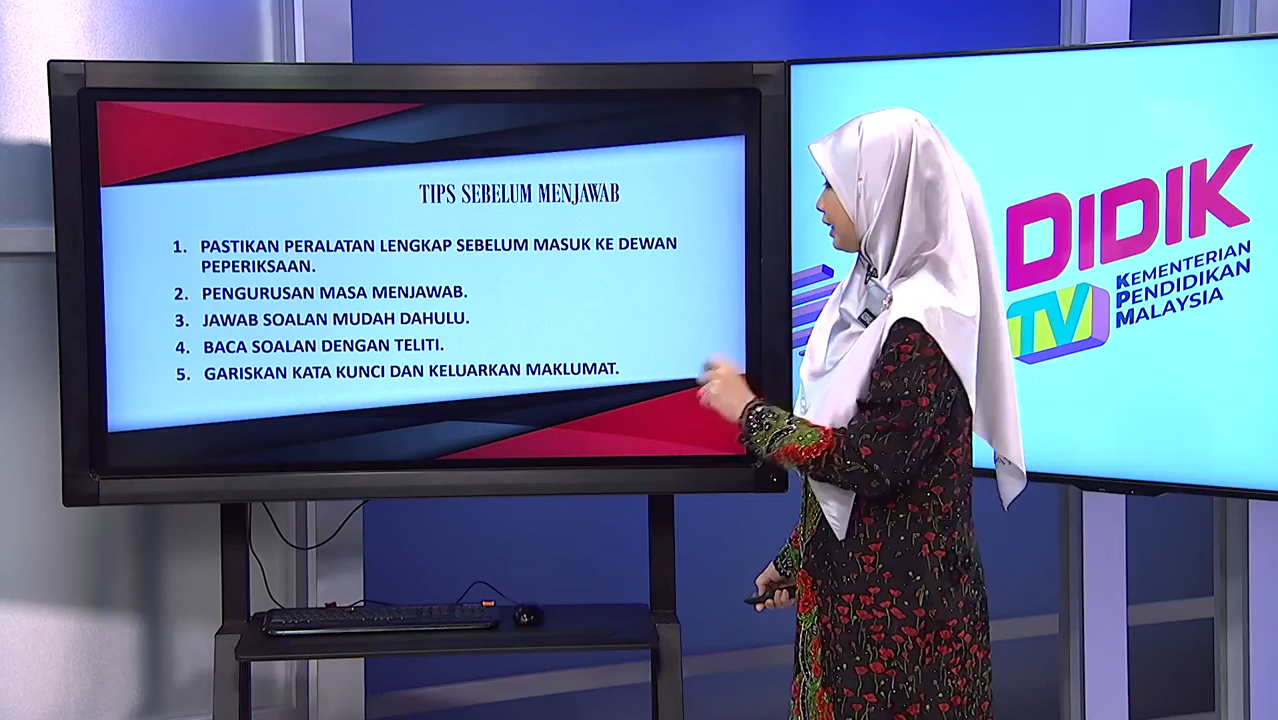 TIPS SEBELUM MENJAWAB
1. PASTIKAN PERALATAN LENGKAP SEBELUM MASUK KE DEWAN
PEPERIKSAAN.
2. PENGURUSAN MASA MENJAWAB.
3. JAWAB SOALAN MUDAH DAHULU.
4. BACA SOALAN DENGAN TELITI.
5. GARISKAN KATA KUNCI DAN KELUARKAN MAKLUMAT.
DIDIK
TV
KEMENTERIAN
PENDIDIKAN
MALAYSIA